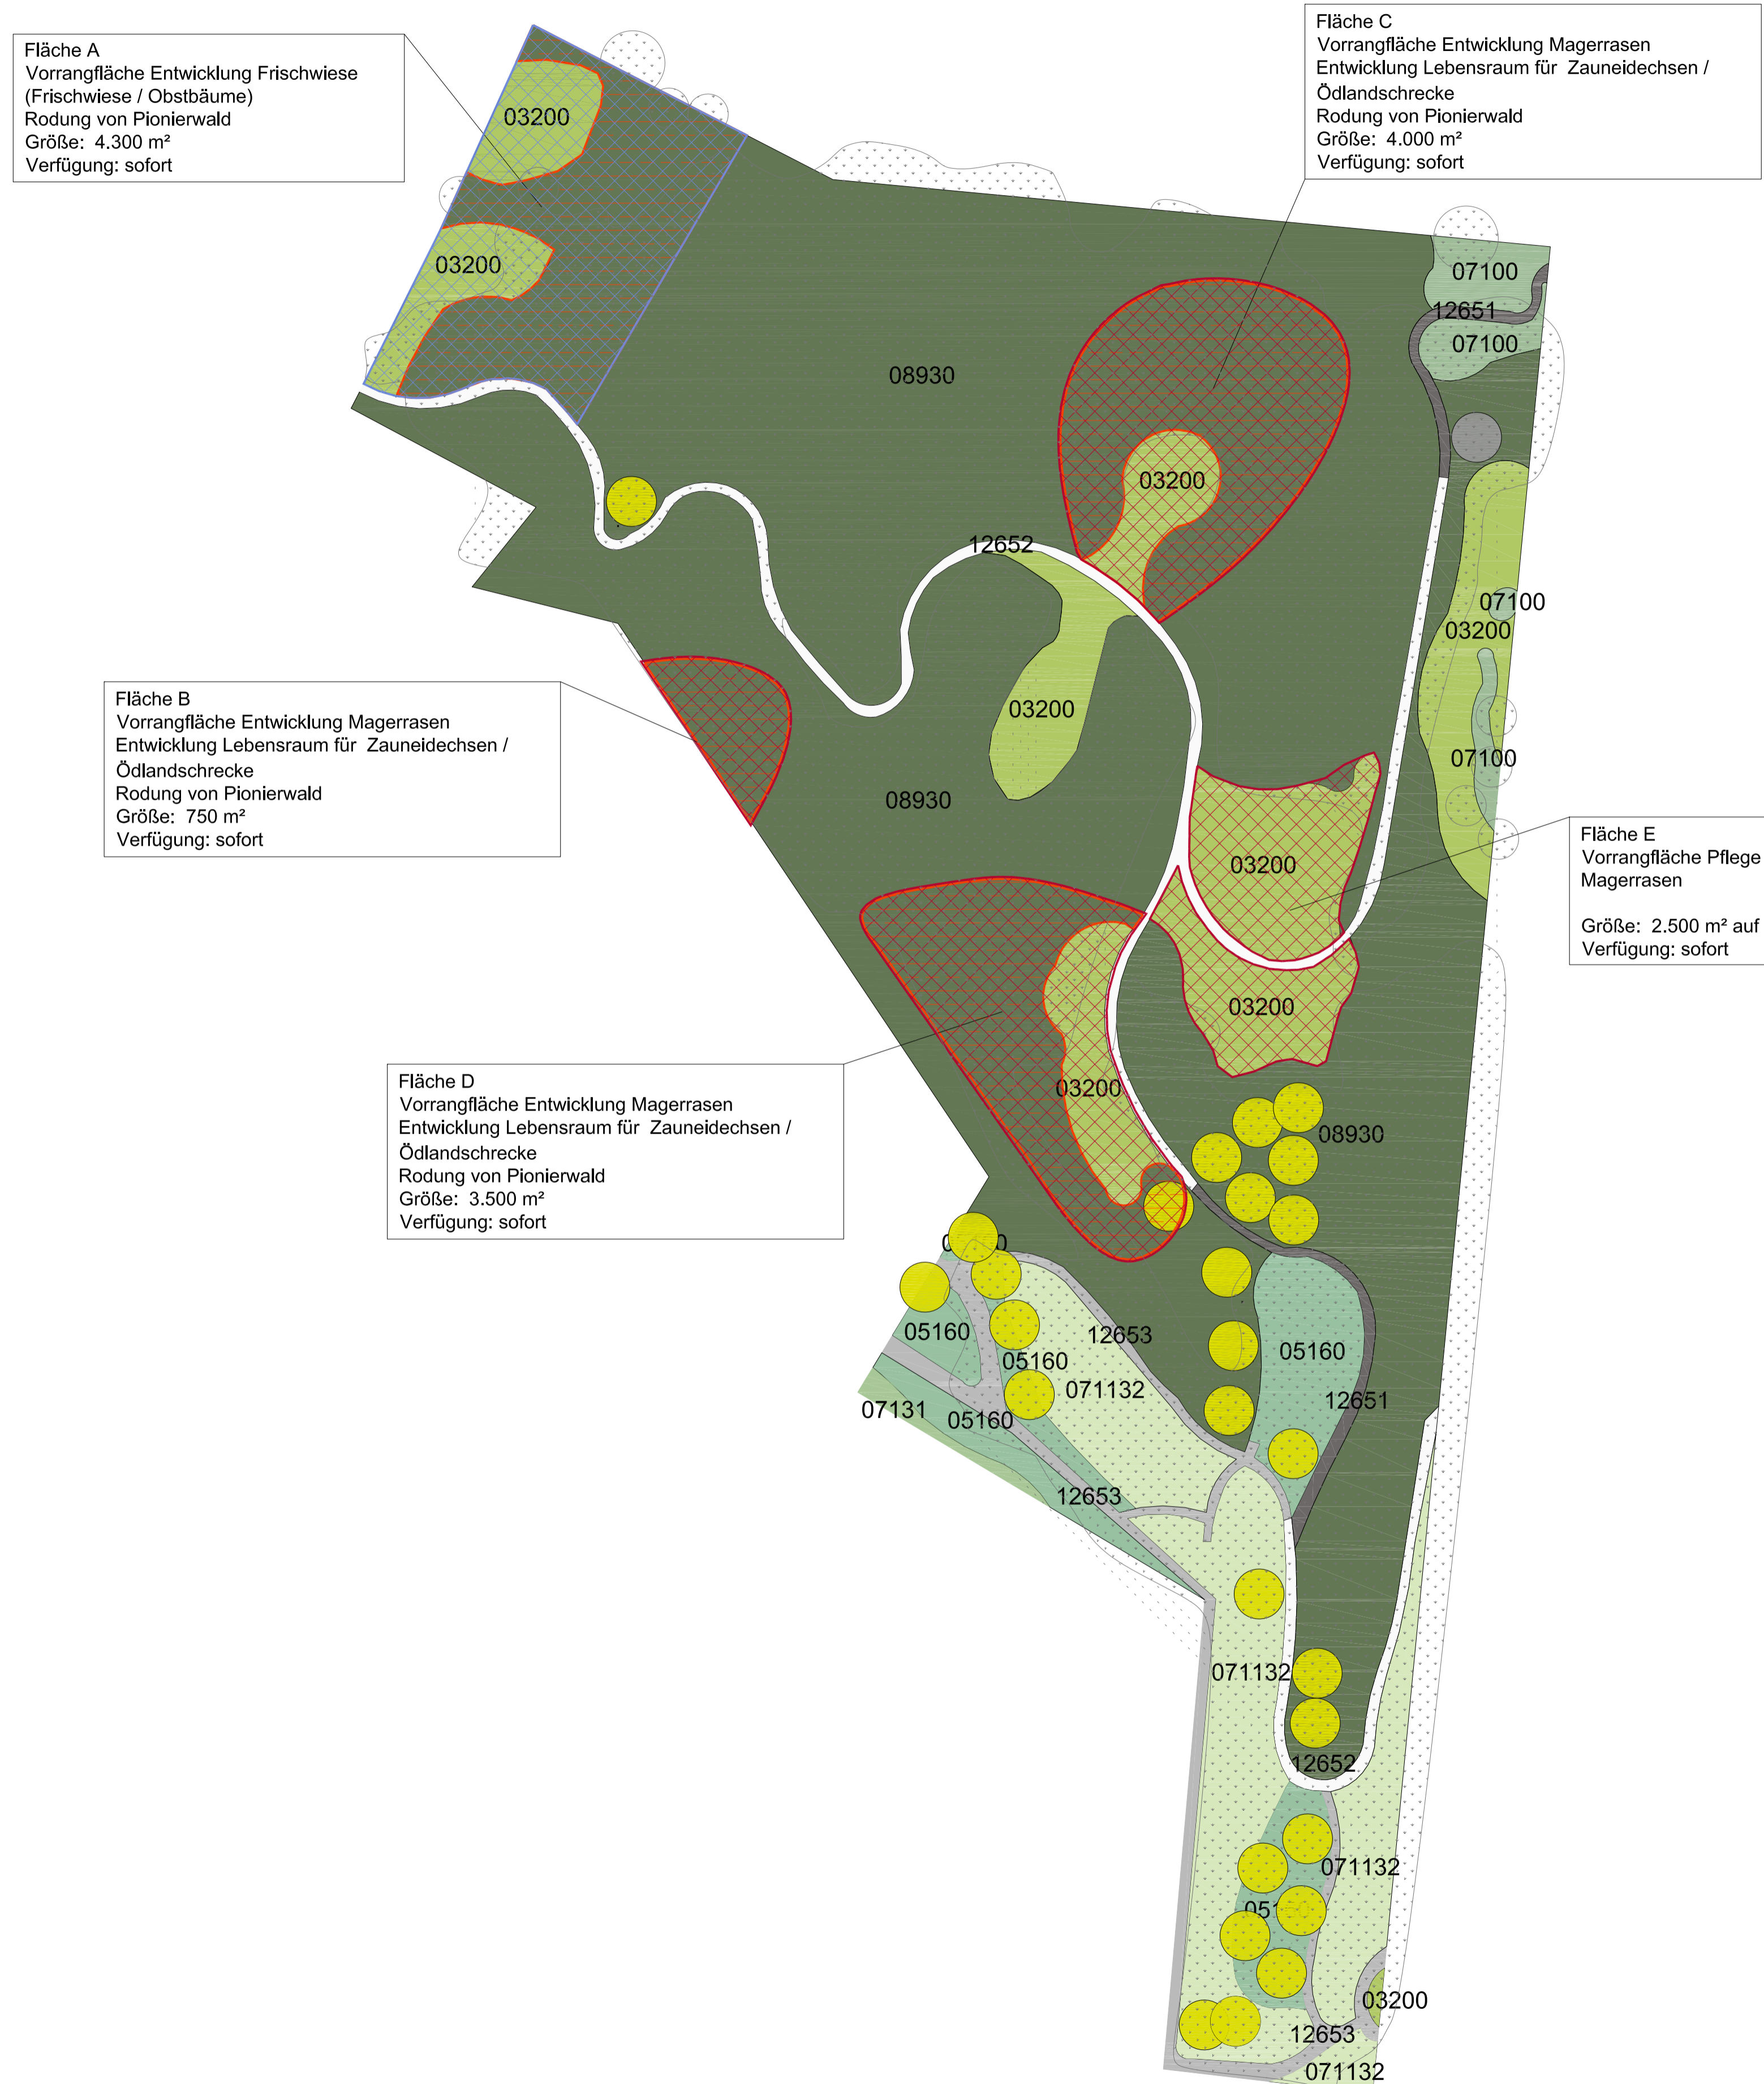 Fläche A
Vorrangfläche Entwicklung Frischwiese
(Frischwiese / Obstbäume)
Rodung von Pionierwald
Größe: 4.300 m²
Verfügung: sofort
Fläche C
Vorrangfläche Entwicklung Magerrasen
Entwicklung Lebensraum für Zauneidechsen /
Ödlandschrecke
Rodung von Pionierwald
Größe: 4.000 m²
Verfügung: sofort
03200
03200
07100
12651
07100
08930
03200
12652
07100
03200
Fläche B
Vorrangfläche Entwicklung Magerrasen
Entwicklung Lebensraum für Zauneidechsen /
Ödlandschrecke
Rodung von Pionierwald
Größe: 750 m²
Verfügung: sofort
03200
07100
08930
Fläche E
Vorrangfläche Pflege
Magerrasen
Größe: 2.500 m² auf
Verfügung: sofort
03200
03200
Fläche D
Vorrangfläche Entwicklung Magerrasen
Entwicklung Lebensraum für Zauneidechsen /
Ödlandschrecke
Rodung von Pionierwald
Größe: 3.500 m²
Verfügung: sofort
03200
08930
05160
12653
05160
05160
071132
12651
07131
05160
12653
071132
12652
071132
03200
12653
071132